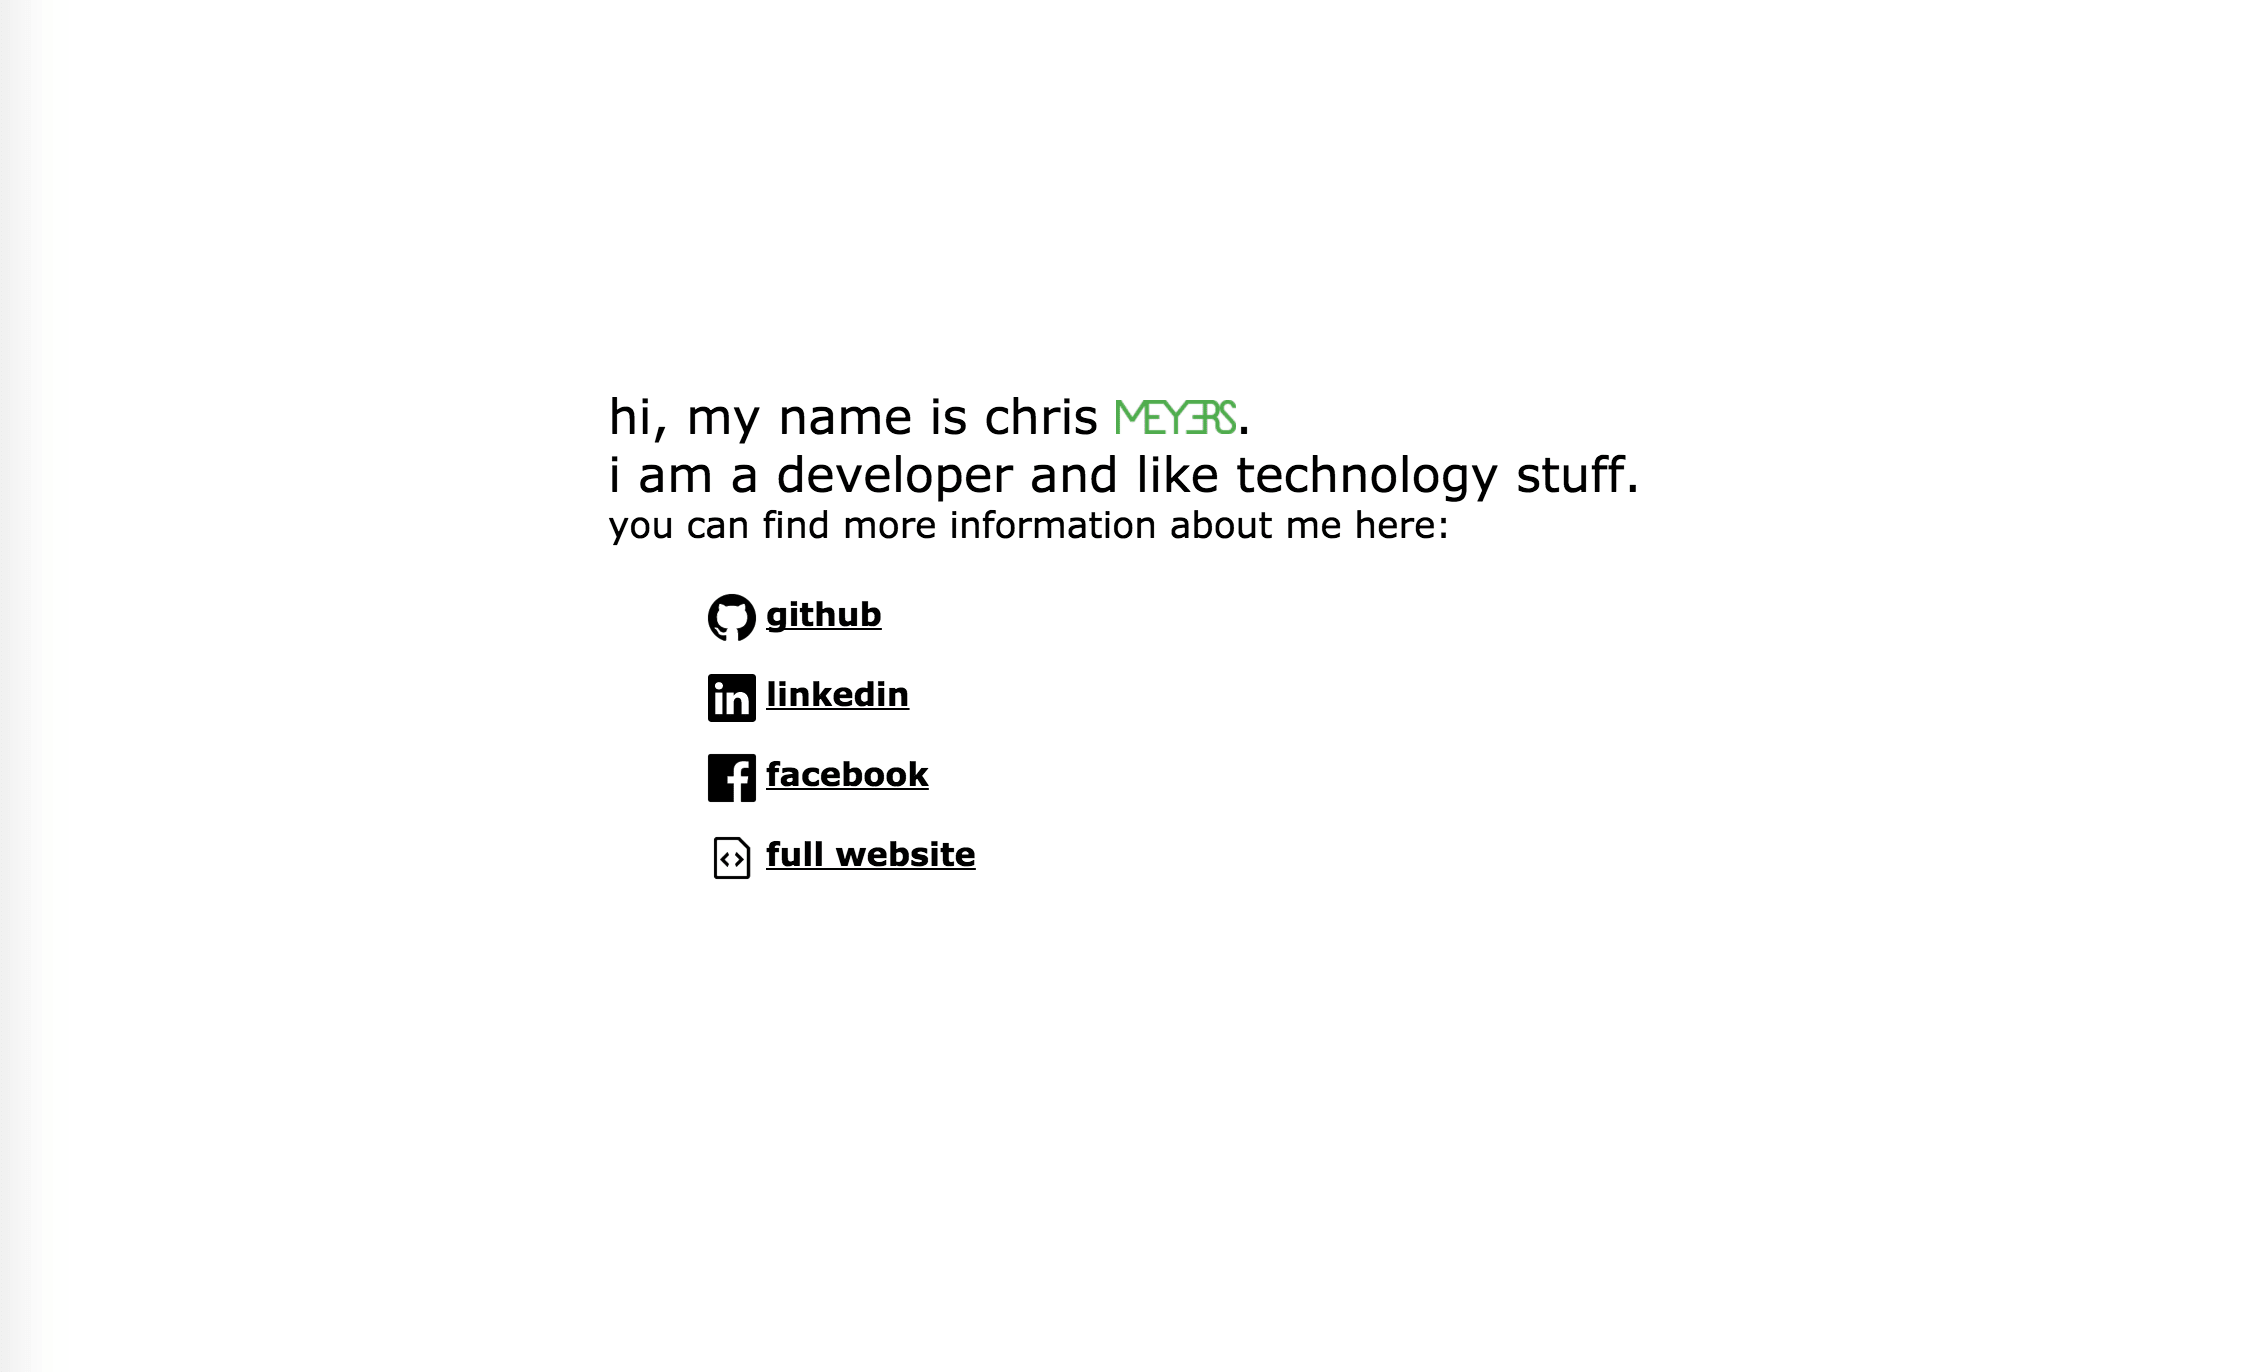 hi, my name is chris MEYERS.
i am a developer and like technology stuff.
you can find more information about me here:
github
linkedin
facebook
full website